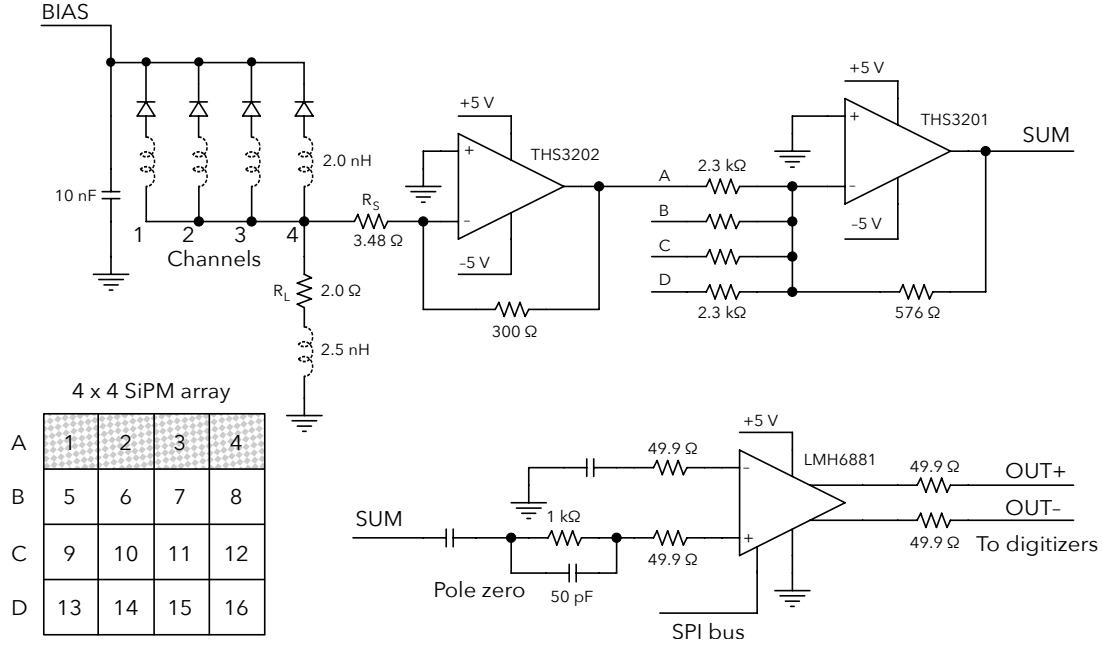 BIAS
+5 V
THS3201
SUM
+5 V
THS3202
2.0 nH
10 nF
A
2.3 kΩ
+
−
+
−
–5 V
R_S
3.48 Ω
B
C
D
2.3 kΩ
576 Ω
1 2 3 4
Channels
–5 V
R_L 2.0 Ω
300 Ω
2.5 nH
4 x 4 SiPM array
A 1 2 3 4
B 5 6 7 8
C 9 10 11 12
D 13 14 15 16
+5 V
49.9 Ω
LMH6881
−
+
49.9 Ω
OUT+
OUT–
49.9 Ω
To digitizers
SUM
1 kΩ
49.9 Ω
Pole zero
50 pF
SPI bus